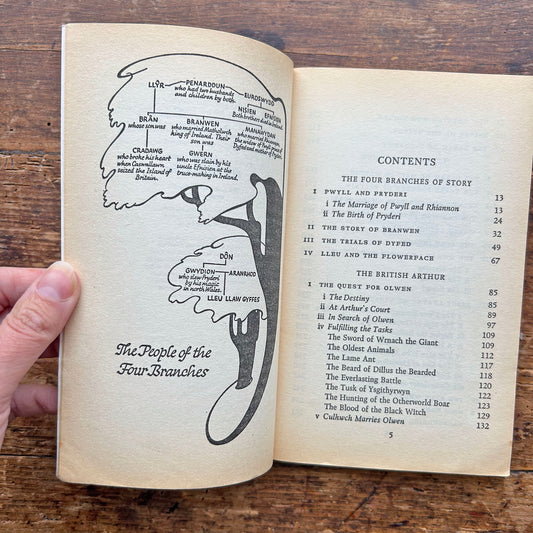 LLŶR
PENARDDUN
who had two husbands
and children by both.
EUROSWYDD
NISIEN
EFNISIEN
Both brothers died in Ireland.
BRÂN
whose son was
BRANWEN
who married Matholwch
king of Ireland. Their
son was
MANAWYDAN
who married Rhiannon,
the widow of Pwyll prince of
Dyfed and mother of Pryderi
CRADAWG
who broke his heart
when Caswallawn
seized the Island of
Britain.
GWERN
who was slain by his
uncle Efnisien at the
truce-making in Ireland.
DÔN
GWYDION
who slew Pryderi
by his magic
in north Wales.
ARANRHOD
LLEU LLAW GYFFES
The People of the
Four Branches
CONTENTS
THE FOUR BRANCHES OF STORY
I PWYLL AND PRYDERI 13
i The Marriage of Pwyll and Rhiannon 13
ii The Birth of Pryderi 24
II THE STORY OF BRANWEN 32
III THE TRIALS OF DYFED 49
IV LLEU AND THE FLOWERFACE 67
THE BRITISH ARTHUR
I THE QUEST FOR OLWEN 85
i The Destiny 85
ii At Arthur's Court 89
iii In Search of Olwen 97
iv Fulfilling the Tasks 109
The Sword of Wrnach the Giant 109
The Oldest Animals 112
The Lame Ant 117
The Beard of Dillus the Bearded 118
The Everlasting Battle 120
The Tusk of Ysgithyrwyn 122
The Hunting of the Otherworld Boar 123
The Blood of the Black Witch 129
v Culhwch Marries Olwen 132
5